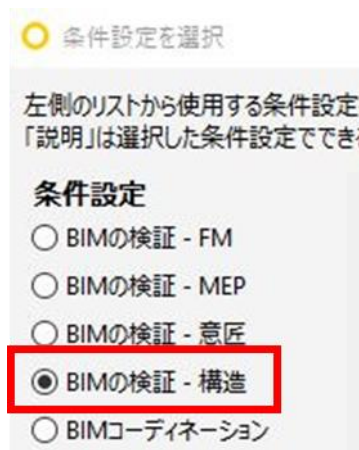 条件設定を選択
左側のリストから使用する条件設定
「説明」は選択した条件設定ででき
条件設定
BIMの検証 - FM
BIMの検証 - MEP
BIMの検証 - 意匠
BIMの検証 - 構造
BIMコーディネーション